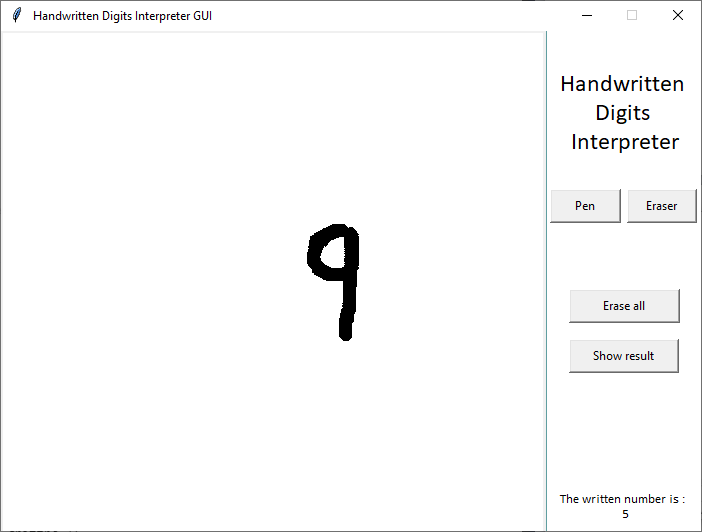 Handwritten Digits Interpreter GUI
Handwritten
Digits
Interpreter
Pen
Eraser
9
Erase all
Show result
The written number is :
5